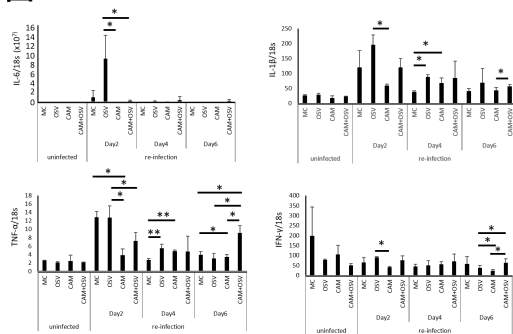 IL-6/18s (x10⁷)
16
14
12
10
8
6
4
2
0
* *
MC OSV CAM CAM+OSV MC OSV CAM CAM+OSV MC OSV CAM CAM+OSV MC OSV CAM CAM+OSV
Day2 Day4 Day6
uninfected re-infection
IL-1β/18s
250
200
150
100
50
0
* * * *
MC OSV CAM CAM+OSV MC OSV CAM CAM+OSV MC OSV CAM CAM+OSV MC OSV CAM CAM+OSV
Day2 Day4 Day6
uninfected re-infection
TNF-α/18s
18
16
14
12
10
8
6
4
2
0
* * * ** ** * * * *
MC OSV CAM CAM+OSV MC OSV CAM CAM+OSV MC OSV CAM CAM+OSV MC OSV CAM CAM+OSV
Day2 Day4 Day6
uninfected re-infection
IFN-γ/18s
400
350
300
250
200
150
100
50
0
* * * *
MC OSV CAM CAM+OSV MC OSV CAM CAM+OSV MC OSV CAM CAM+OSV MC OSV CAM CAM+OSV
Day2 Day4 Day6
uninfected re-infection